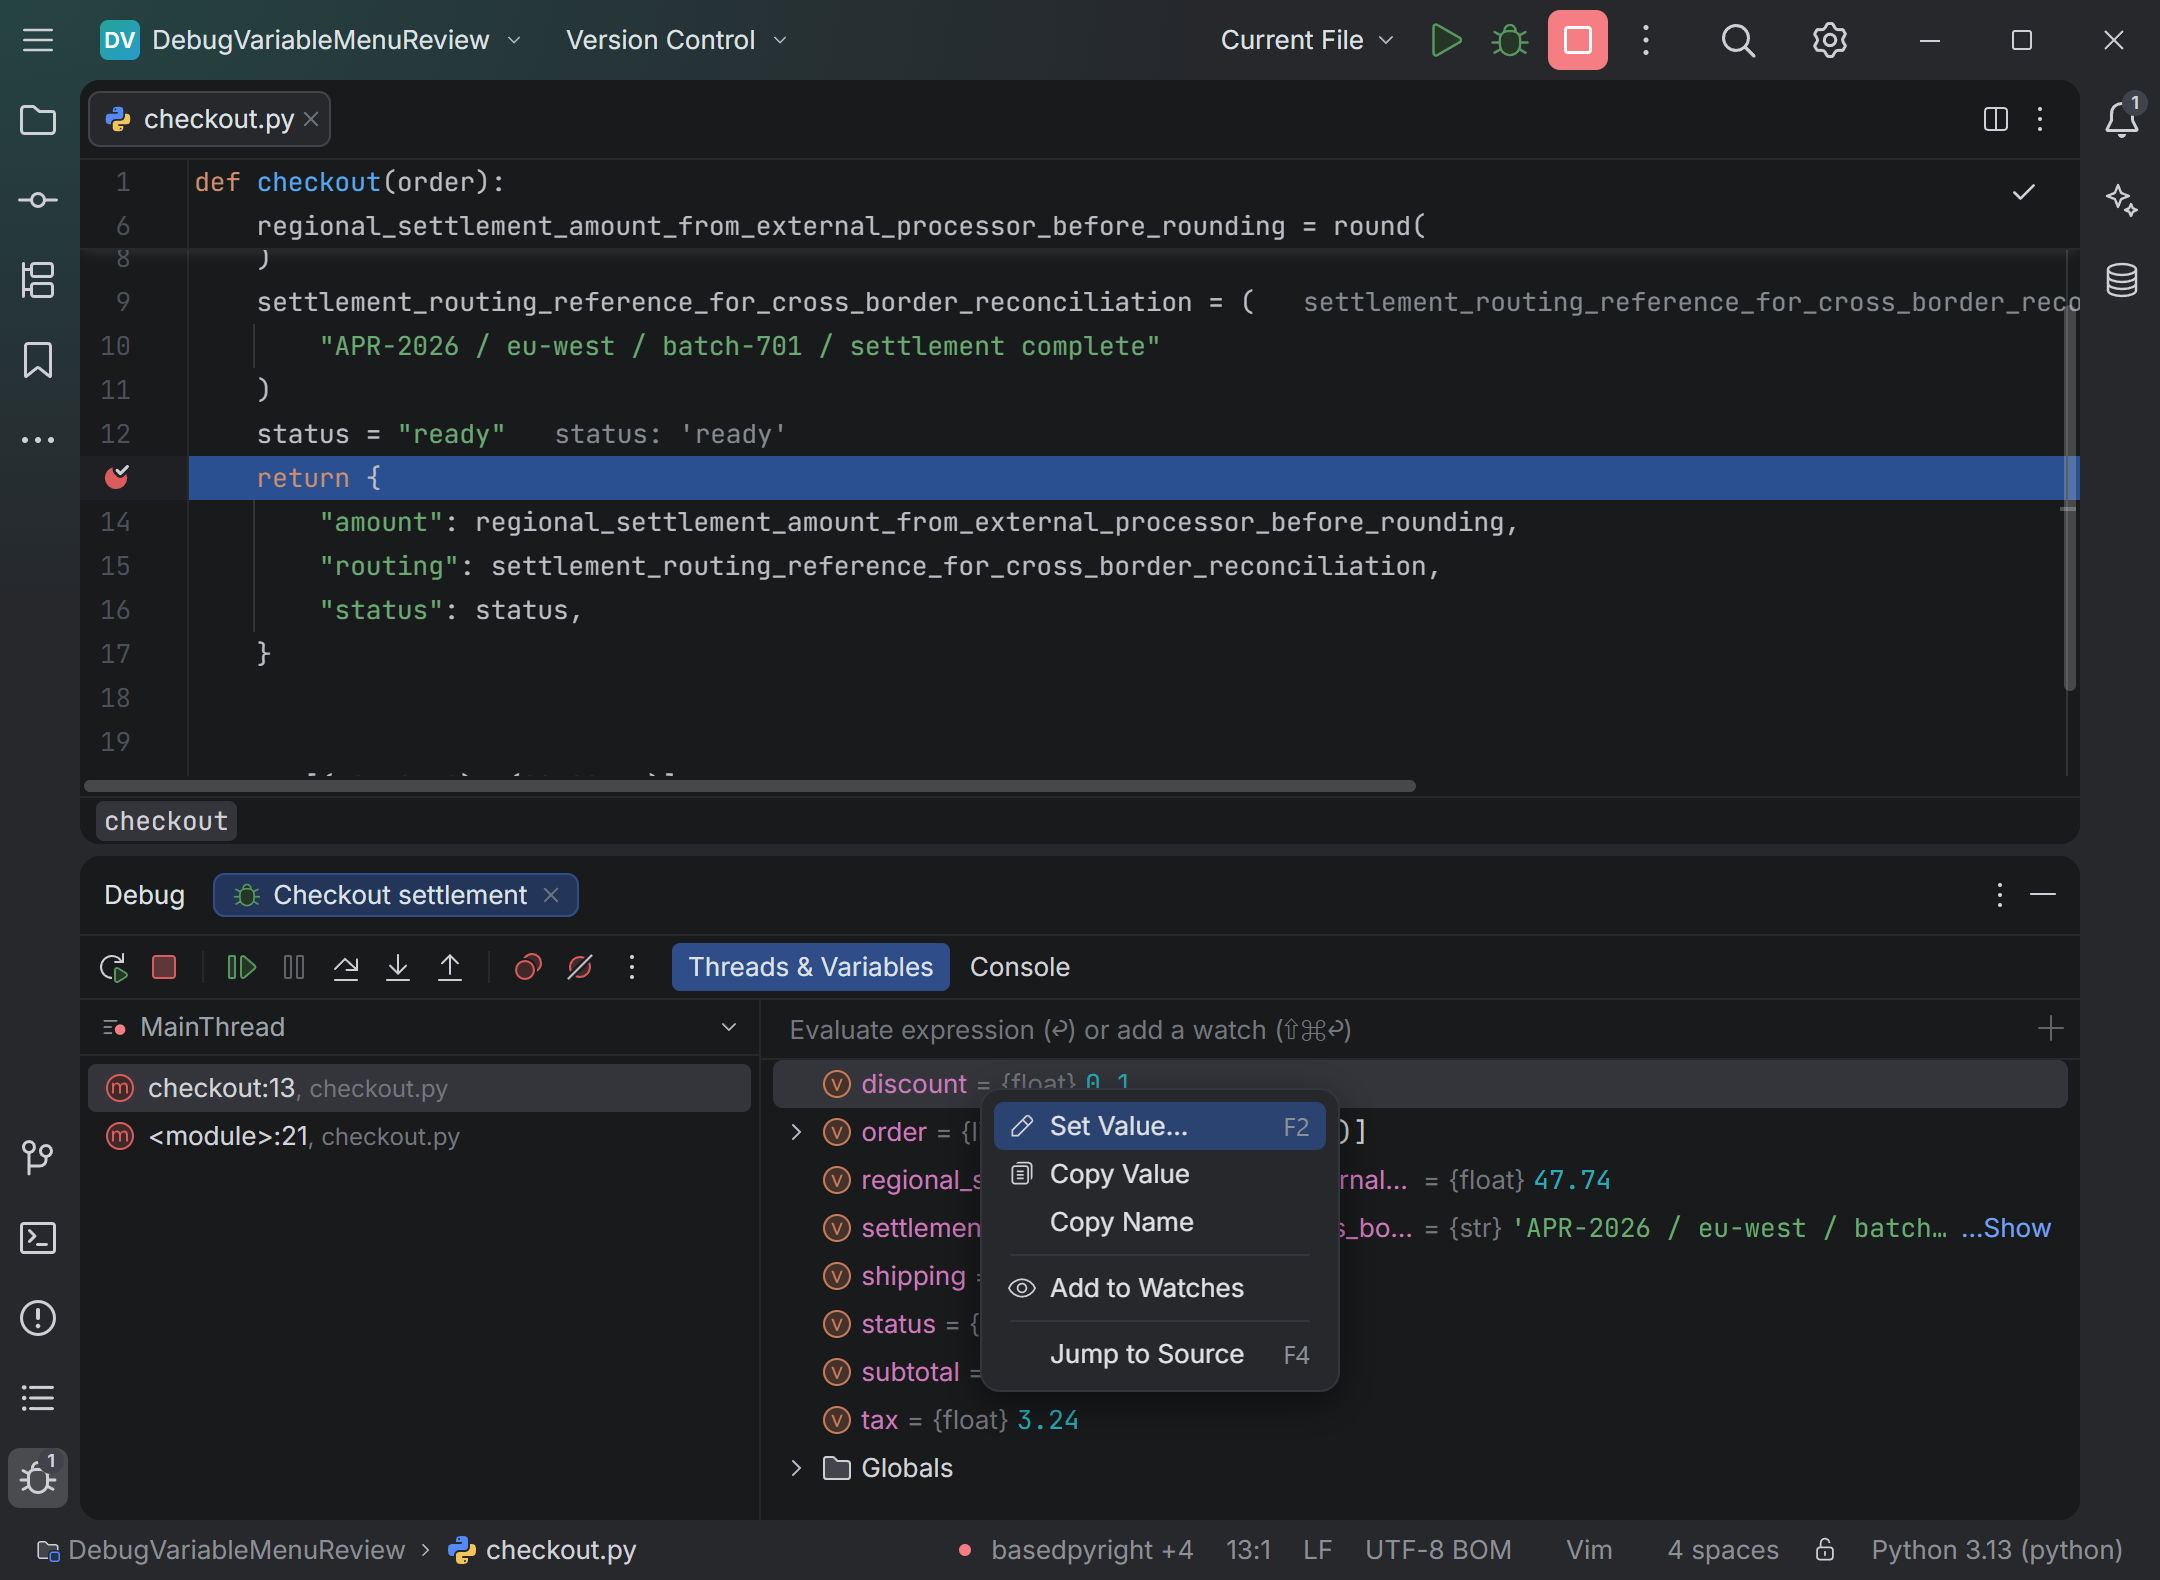 DV DebugVariableMenuReview Version Control Current File
checkout.py
1
1 def checkout(order):
6 regional_settlement_amount_from_external_processor_before_rounding = round(
8 )
9 settlement_routing_reference_for_cross_border_reconciliation = ( settlement_routing_reference_for_cross_border_reco
10 "APR-2026 / eu-west / batch-701 / settlement complete"
11 )
12 status = "ready" status: 'ready'
return {
14 "amount": regional_settlement_amount_from_external_processor_before_rounding,
15 "routing": settlement_routing_reference_for_cross_border_reconciliation,
16 "status": status,
17 }
18
19
checkout
Debug Checkout settlement
Threads & Variables Console
MainThread
Evaluate expression (⏎) or add a watch (⇧⌘⏎)
checkout:13, checkout.py
<module>:21, checkout.py
discount = {float} 0.1
order = {l )]
regional_s rnal... = {float} 47.74
settlemen s_bo... = {str} 'APR-2026 / eu-west / batch… ...Show
shipping =
status = {
subtotal =
tax = {float} 3.24
Globals
Set Value... F2
Copy Value
Copy Name
Add to Watches
Jump to Source F4
1
DebugVariableMenuReview › checkout.py basedpyright +4 13:1 LF UTF-8 BOM Vim 4 spaces Python 3.13 (python)